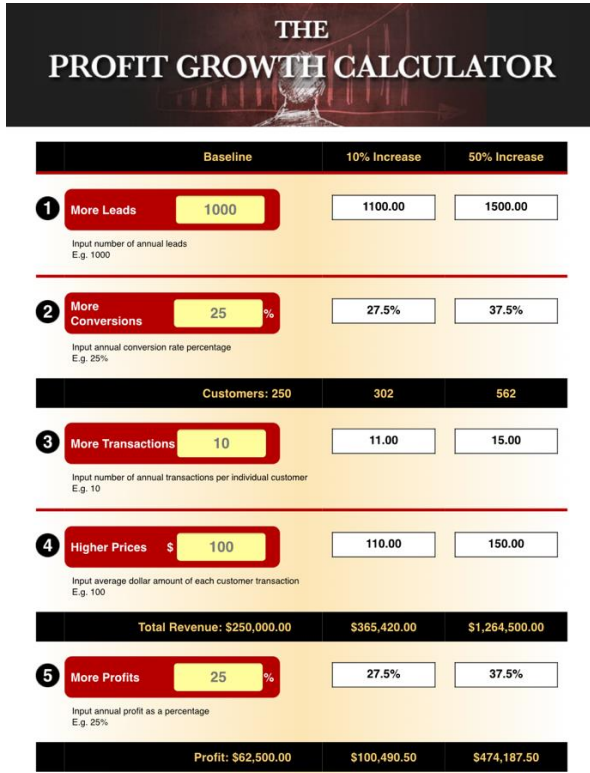 THE
PROFIT GROWTH CALCULATOR
Baseline 10% Increase 50% Increase
1 More Leads 1000 1100.00 1500.00
Input number of annual leads
E.g. 1000
2 More
Conversions 25 % 27.5% 37.5%
Input annual conversion rate percentage
E.g. 25%
Customers: 250 302 562
3 More Transactions 10 11.00 15.00
Input number of annual transactions per individual customer
E.g. 10
4 Higher Prices $ 100 110.00 150.00
Input average dollar amount of each customer transaction
E.g. 100
Total Revenue: $250,000.00 $365,420.00 $1,264,500.00
5 More Profits 25 % 27.5% 37.5%
Input annual profit as a percentage
E.g. 25%
Profit: $62,500.00 $100,490.50 $474,187.50